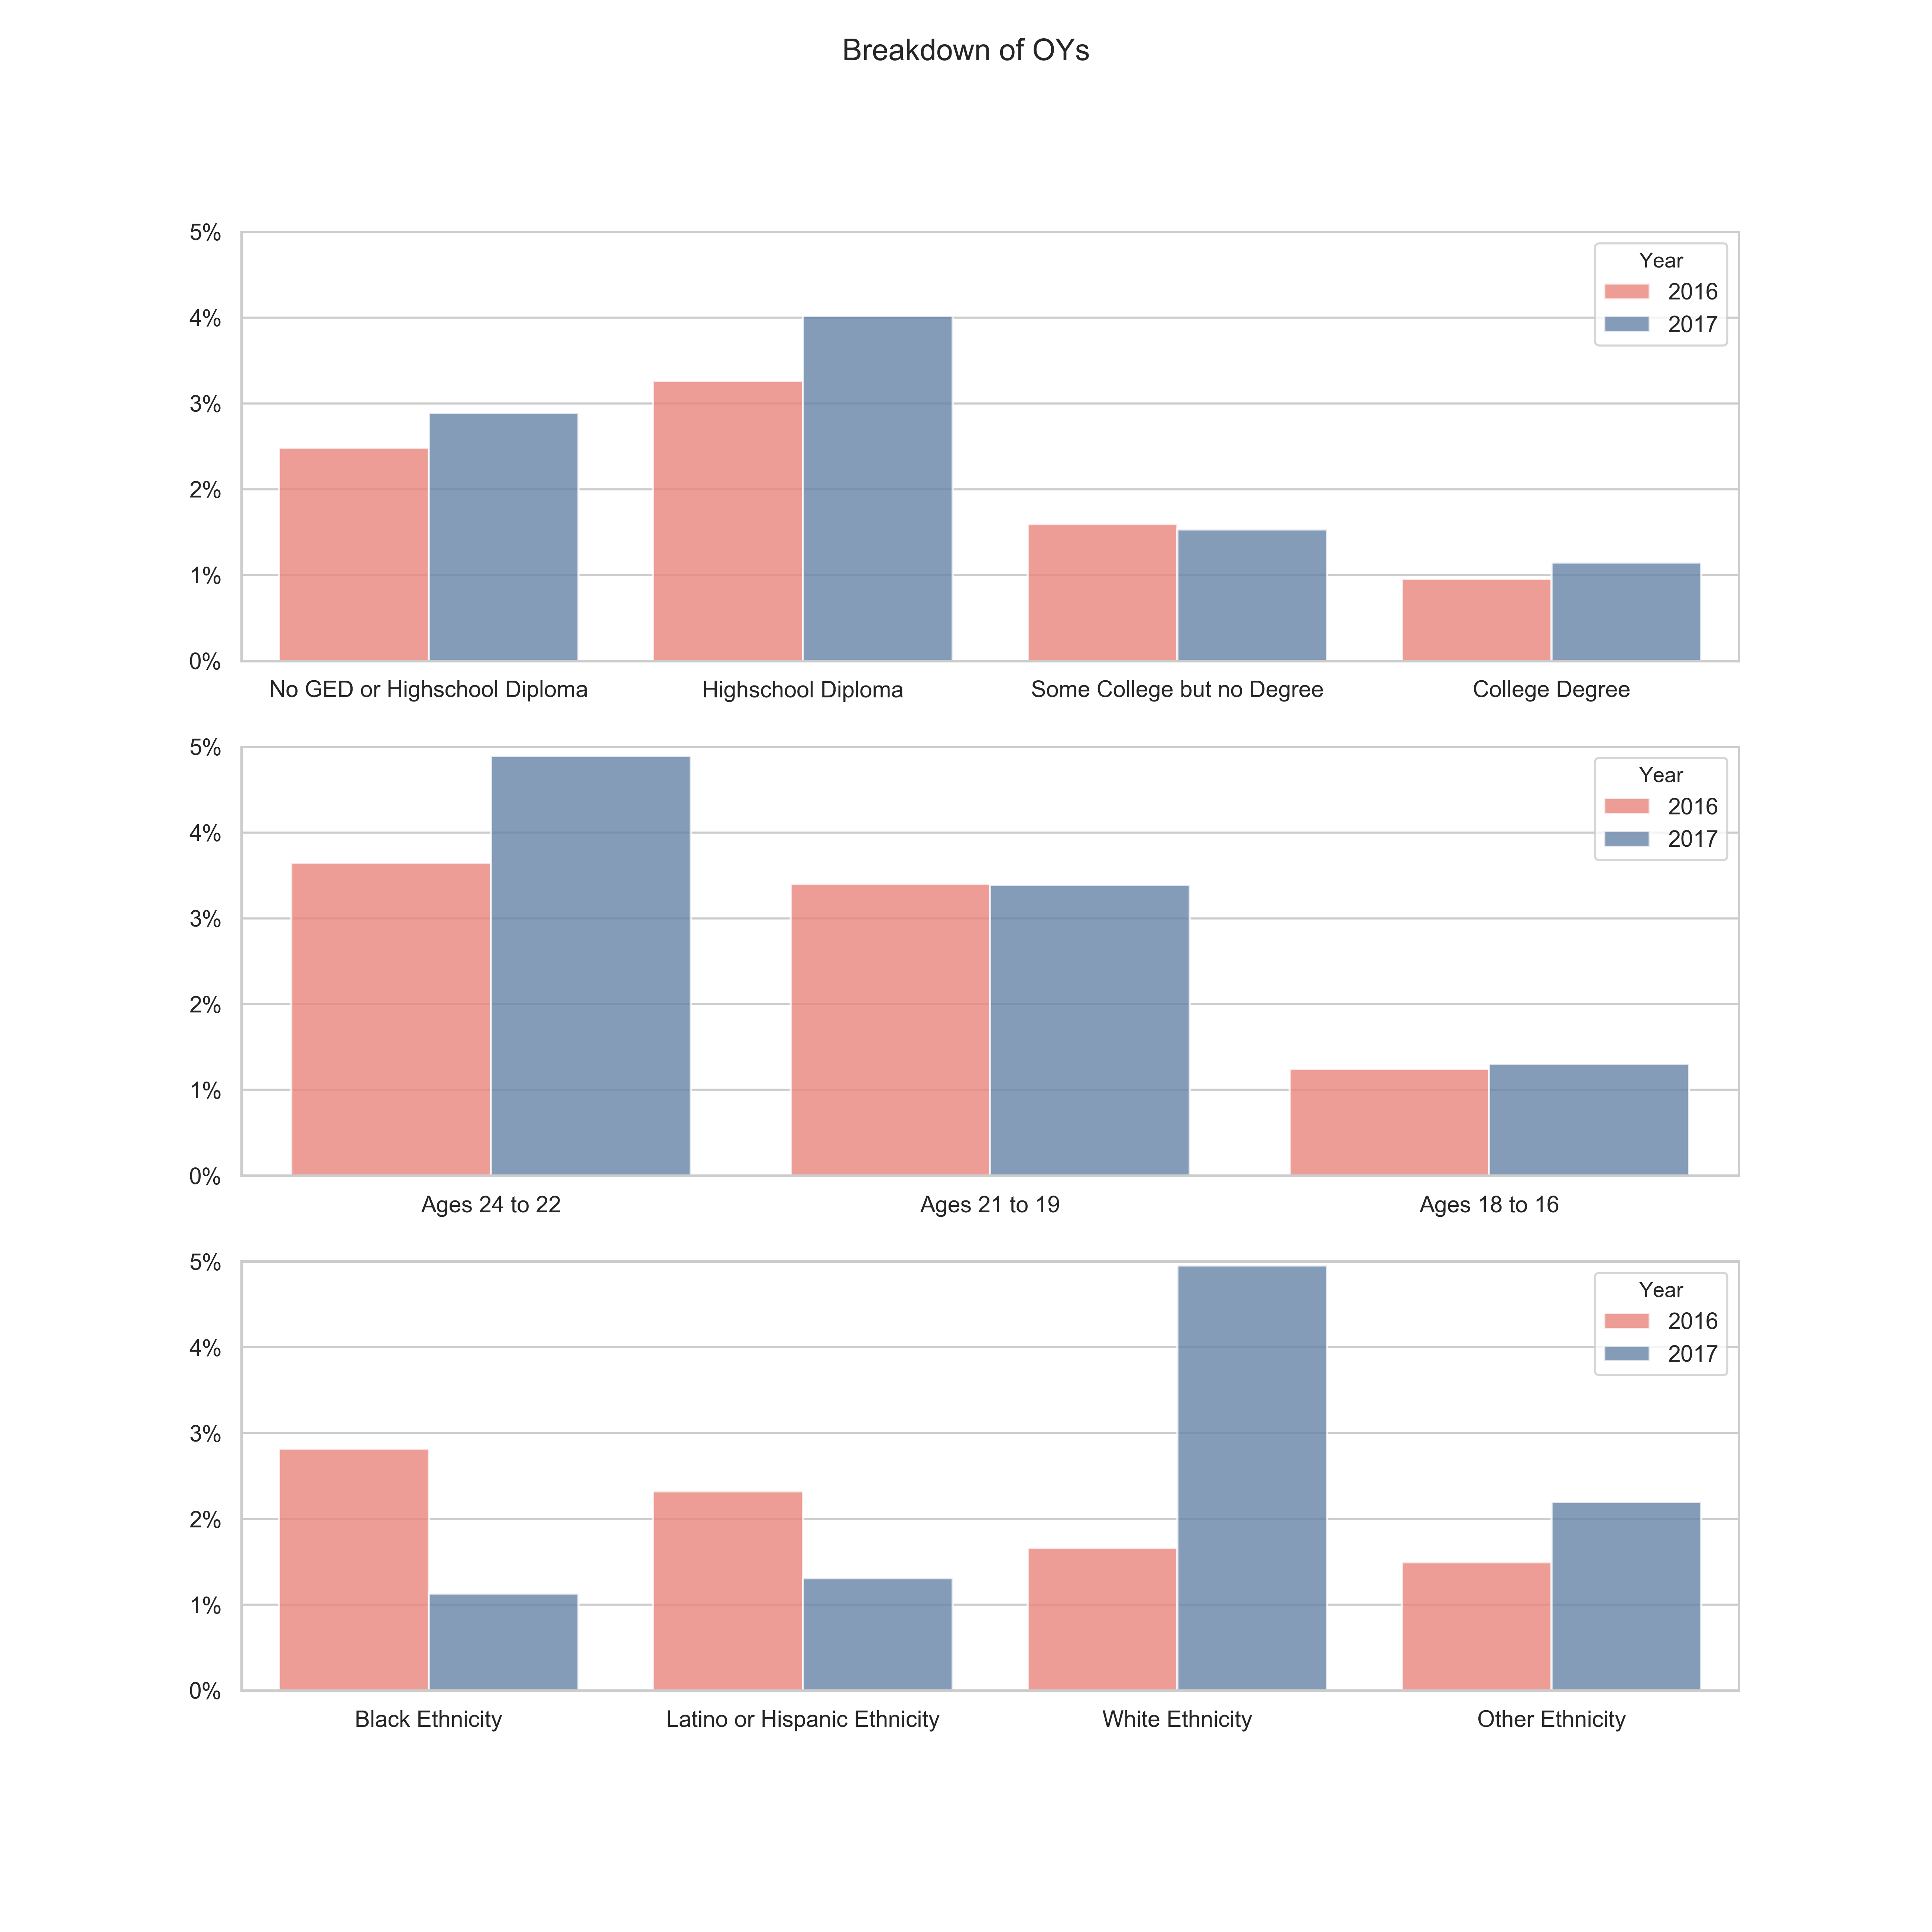 Breakdown of OYs
5%
4%
3%
2%
1%
0%
Year
2016
2017
No GED or Highschool Diploma
Highschool Diploma
Some College but no Degree
College Degree
5%
4%
3%
2%
1%
0%
Year
2016
2017
Ages 24 to 22
Ages 21 to 19
Ages 18 to 16
5%
4%
3%
2%
1%
0%
Year
2016
2017
Black Ethnicity
Latino or Hispanic Ethnicity
White Ethnicity
Other Ethnicity